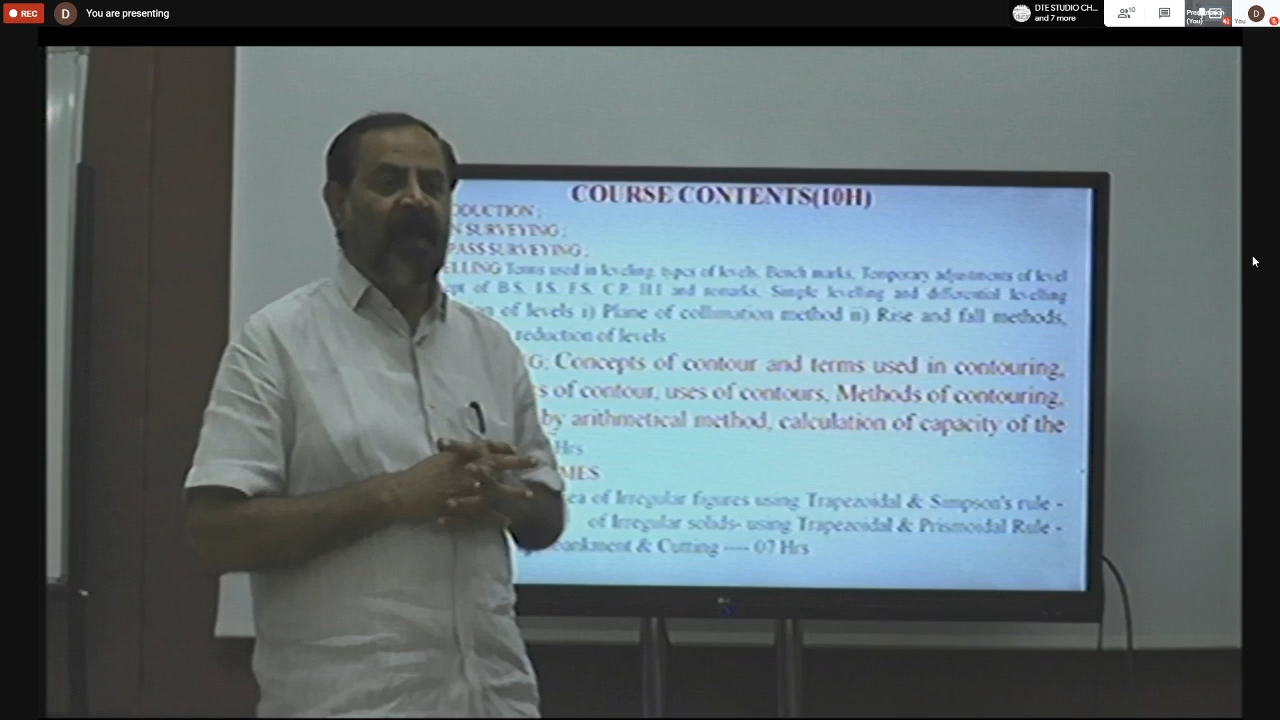 REC
D
You are presenting
DTE STUDIO CH...
and 7 more
10
(You)
You
D
COURSE CONTENTS(10H)
ODUCTION ;
N SURVEYING ;
PASS SURVEYING ;
ELLING Terms used in leveling, types of levels, Bench marks, Temporary adjustments of level
ept of B.S, I.S, F.S, C.P, H.I and remarks, Simple levelling and differential levelling
on of levels i) Plane of collimation method ii) Rise and fall methods,
reduction of levels
G; Concepts of contour and terms used in contouring,
s of contour, uses of contours, Methods of contouring,
by arithmetical method, calculation of capacity of the
Hrs
MES
ea of Irregular figures using Trapezoidal & Simpson's rule -
of Irregular solids- using Trapezoidal & Prismoidal Rule -
bankment & Cutting ---- 07 Hrs